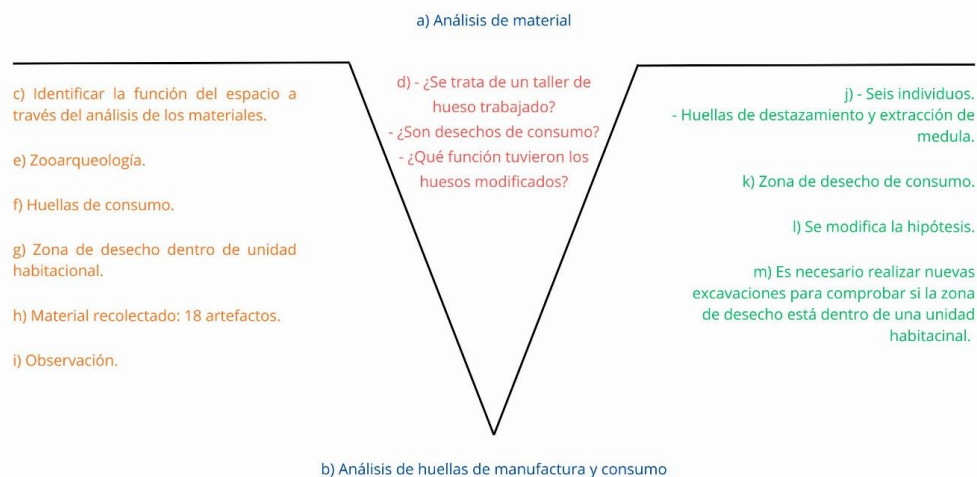 a) Análisis de material
c) Identificar la función del espacio a
través del análisis de los materiales.
e) Zooarqueología.
f) Huellas de consumo.
g) Zona de desecho dentro de unidad
habitacional.
h) Material recolectado: 18 artefactos.
i) Observación.
d) - ¿Se trata de un taller de
hueso trabajado?
- ¿Son desechos de consumo?
- ¿Qué función tuvieron los
huesos modificados?
j) - Seis individuos.
- Huellas de destazamiento y extracción de
medula.
k) Zona de desecho de consumo.
l) Se modifica la hipótesis.
m) Es necesario realizar nuevas
excavaciones para comprobar si la zona
de desecho está dentro de una unidad
habitacinal.
b) Análisis de huellas de manufactura y consumo